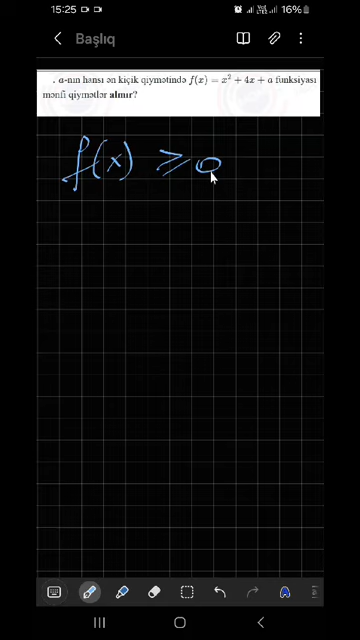 15:25
16%
Başlıq
. a-nın hansı ən kiçik qiymətində f(x) = x² + 4x + a funksiyası
mənfi qiymətlər almır?
f(x) ⩾ 0